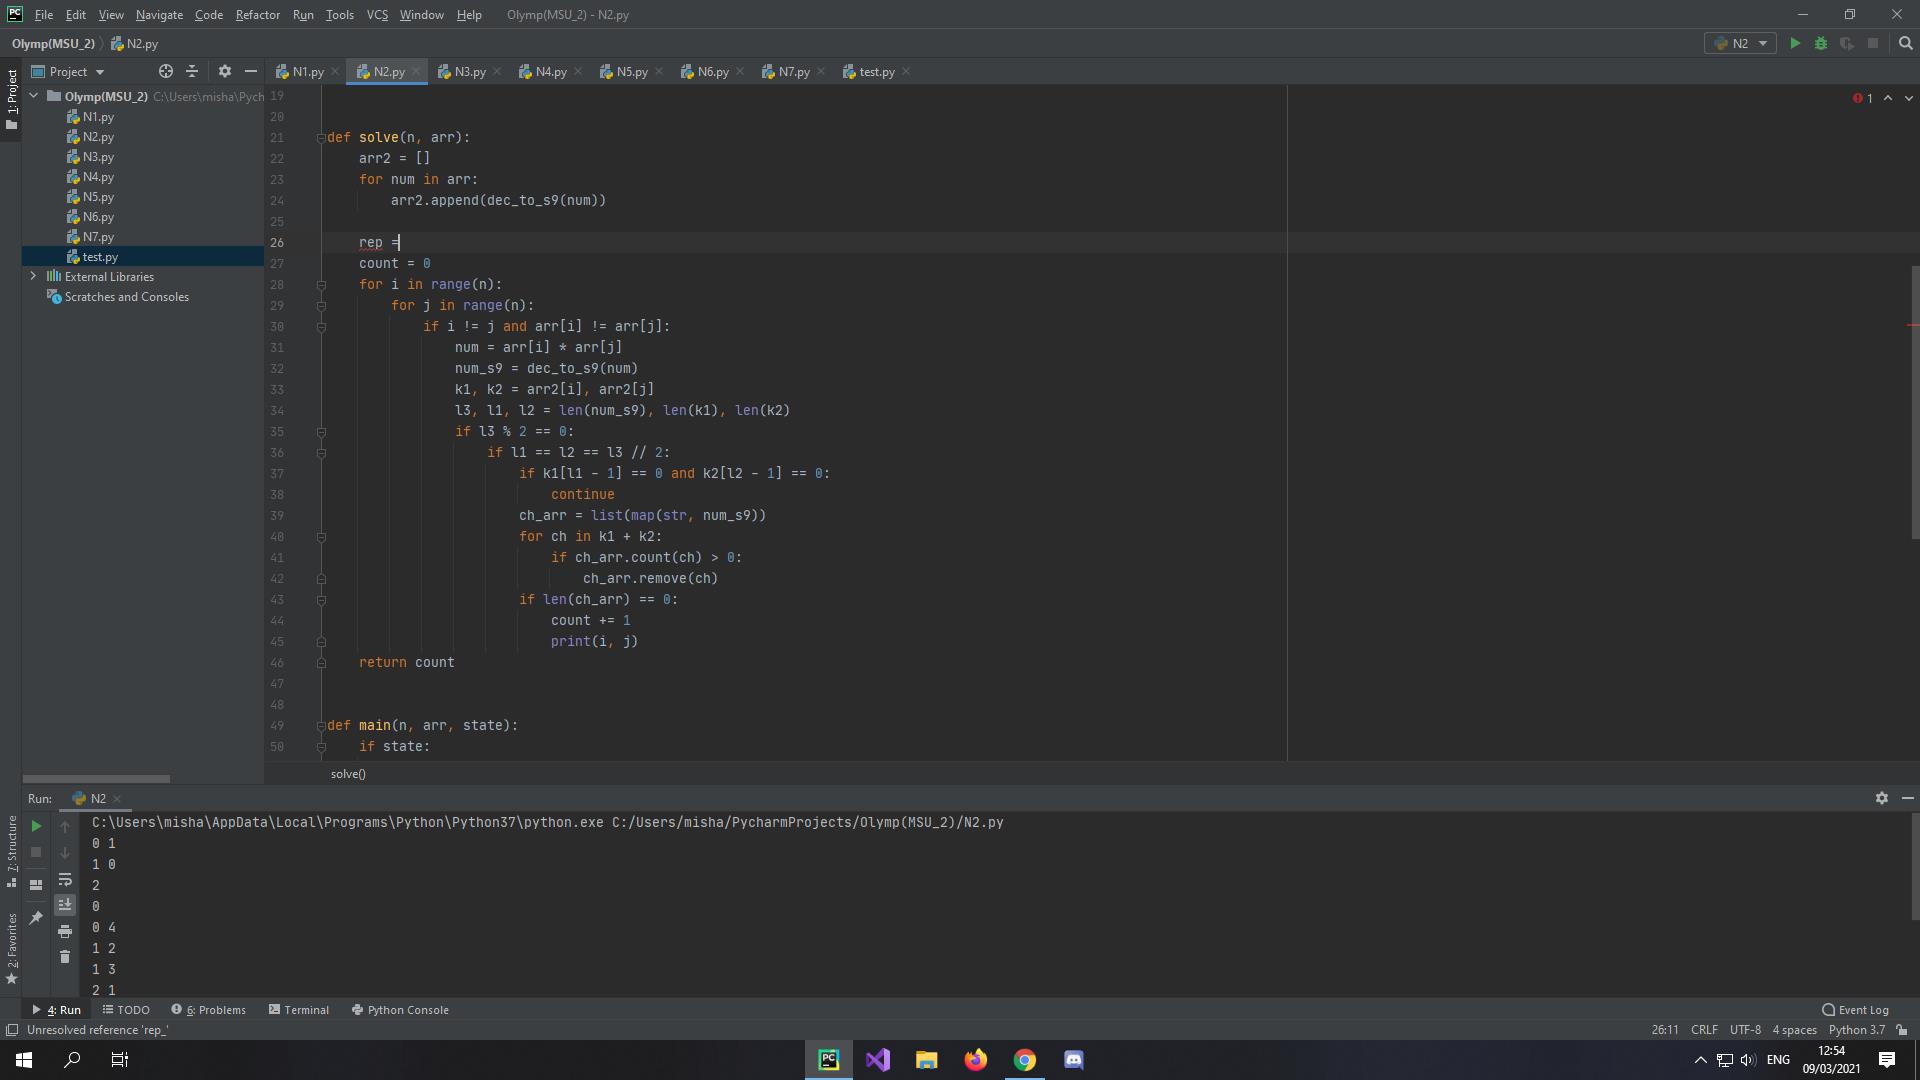 PC File Edit View Navigate Code Refactor Run Tools VCS Window Help Olymp(MSU_2) - N2.py
Olymp(MSU_2) N2.py N2
1: Project
Project
N1.py N2.py N3.py N4.py N5.py N6.py N7.py test.py
Olymp(MSU_2) C:\Users\misha\Pych
N1.py
N2.py
N3.py
N4.py
N5.py
N6.py
N7.py
test.py
External Libraries
Scratches and Consoles
1
19
20
21 def solve(n, arr):
22 arr2 = []
23 for num in arr:
24 arr2.append(dec_to_s9(num))
25
26 rep =
27 count = 0
28 for i in range(n):
29 for j in range(n):
30 if i != j and arr[i] != arr[j]:
31 num = arr[i] * arr[j]
32 num_s9 = dec_to_s9(num)
33 k1, k2 = arr2[i], arr2[j]
34 l3, l1, l2 = len(num_s9), len(k1), len(k2)
35 if l3 % 2 == 0:
36 if l1 == l2 == l3 // 2:
37 if k1[l1 - 1] == 0 and k2[l2 - 1] == 0:
38 continue
39 ch_arr = list(map(str, num_s9))
40 for ch in k1 + k2:
41 if ch_arr.count(ch) > 0:
42 ch_arr.remove(ch)
43 if len(ch_arr) == 0:
44 count += 1
45 print(i, j)
46 return count
47
48
49 def main(n, arr, state):
50 if state:
solve()
Run: N2
7: Structure
2: Favorites
C:\Users\misha\AppData\Local\Programs\Python\Python37\python.exe C:/Users/misha/PycharmProjects/Olymp(MSU_2)/N2.py
0 1
1 0
2
0
0 4
1 2
1 3
2 1
4: Run TODO 6: Problems Terminal Python Console Event Log
Unresolved reference 'rep_' 26:11 CRLF UTF-8 4 spaces Python 3.7
PC ENG 12:54
09/03/2021